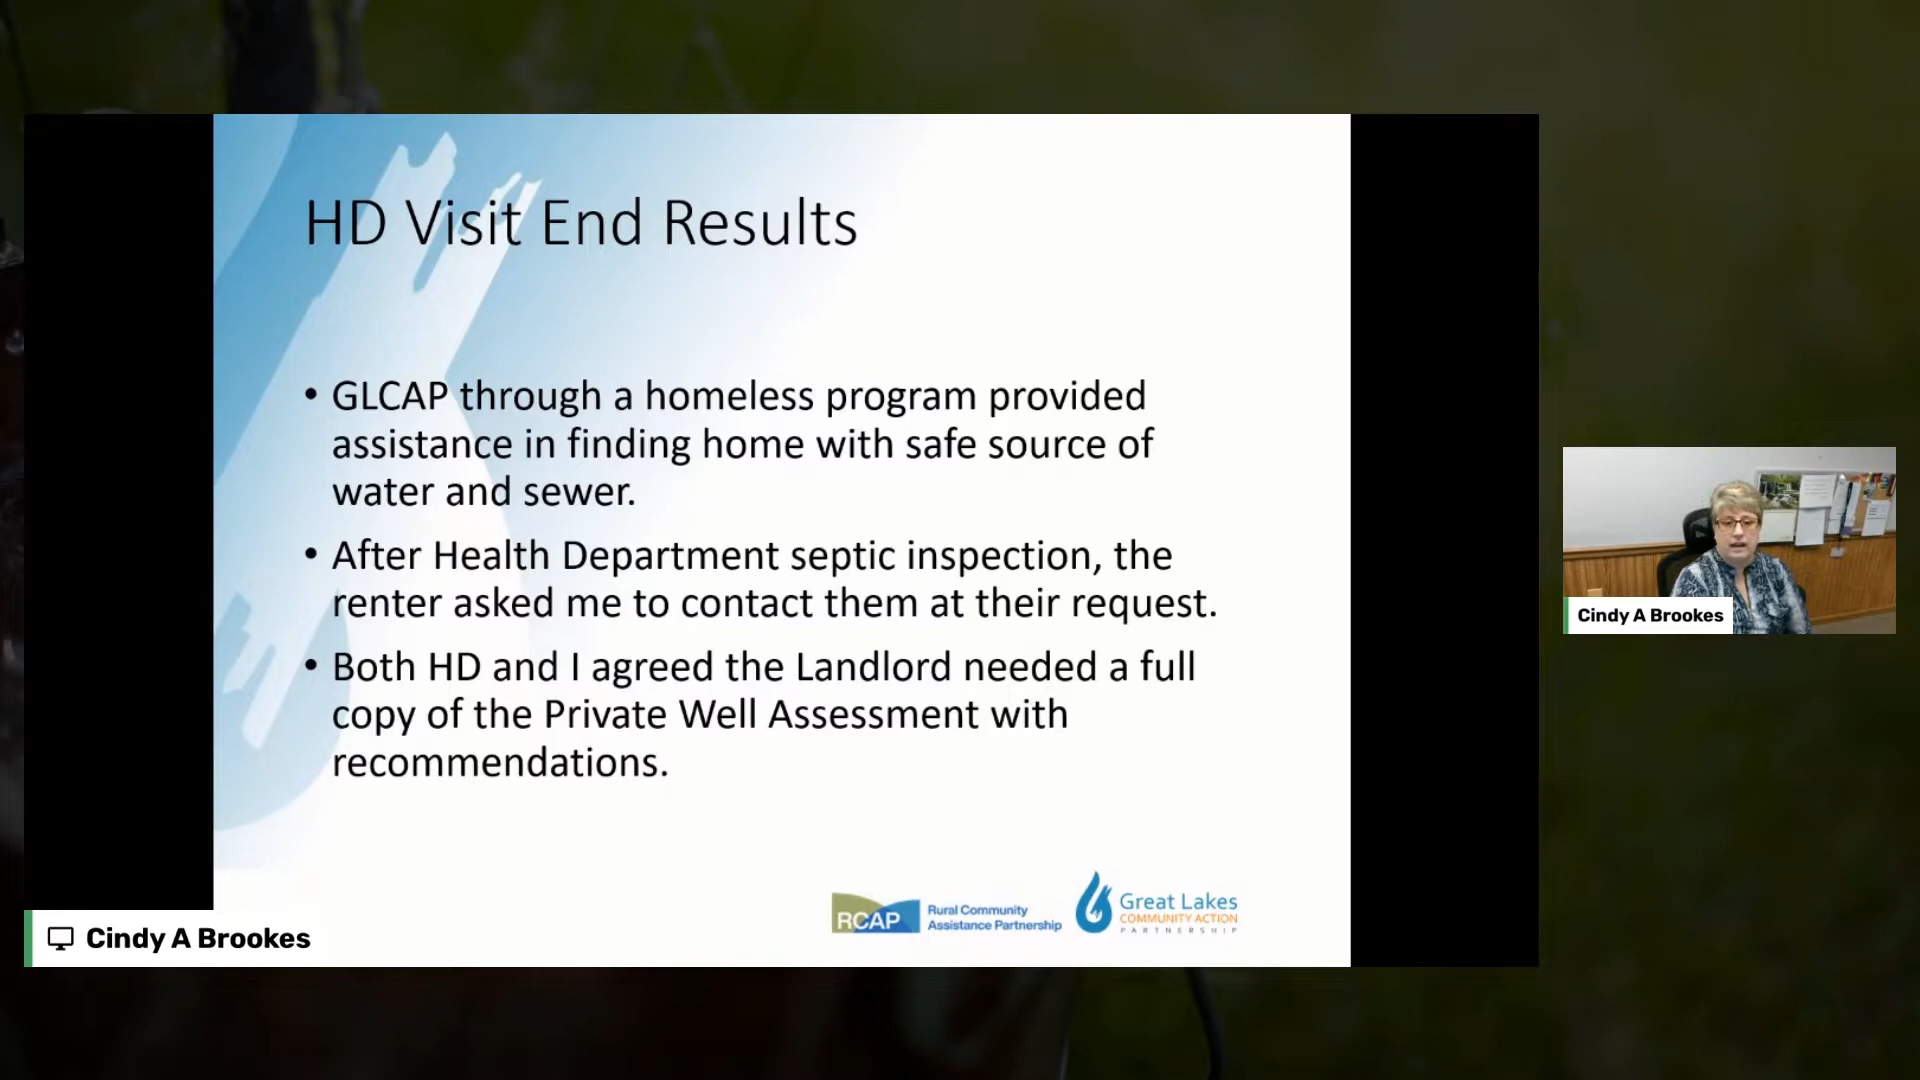 HD Visit End Results
• GLCAP through a homeless program provided
assistance in finding home with safe source of
water and sewer.
• After Health Department septic inspection, the
renter asked me to contact them at their request.
• Both HD and I agreed the Landlord needed a full
copy of the Private Well Assessment with
recommendations.
RCAP
Rural Community
Assistance Partnership
Great Lakes
COMMUNITY ACTION
PARTNERSHIP
Cindy A Brookes
Cindy A Brookes